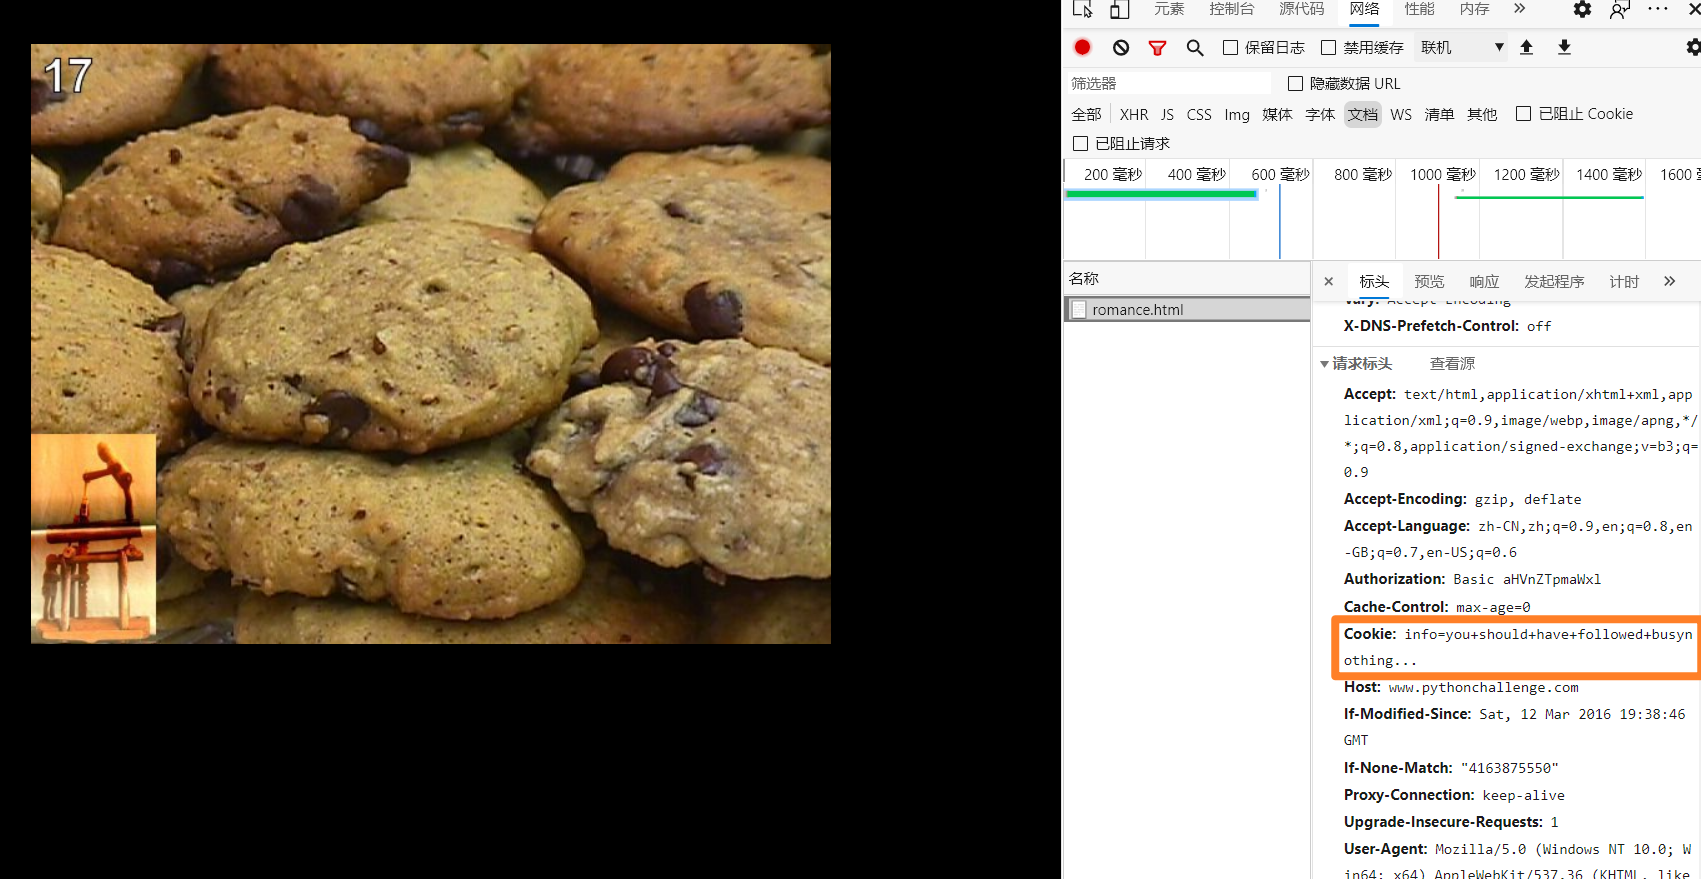 17
元素 控制台 源代码 网络 性能 内存
保留日志 禁用缓存 联机
筛选器 隐藏数据 URL
全部 XHR JS CSS Img 媒体 字体 文档 WS 清单 其他 已阻止 Cookie
已阻止请求
200 毫秒 400 毫秒 600 毫秒 800 毫秒 1000 毫秒 1200 毫秒 1400 毫秒 1600
名称
romance.html
标头 预览 响应 发起程序 计时
Vary: Accept-Encoding
X-DNS-Prefetch-Control: off
请求标头 查看源
Accept: text/html,application/xhtml+xml,app
lication/xml;q=0.9,image/webp,image/apng,*/
*;q=0.8,application/signed-exchange;v=b3;q=
0.9
Accept-Encoding: gzip, deflate
Accept-Language: zh-CN,zh;q=0.9,en;q=0.8,en
-GB;q=0.7,en-US;q=0.6
Authorization: Basic aHVnZTpmaWxl
Cache-Control: max-age=0
Cookie: info=you+should+have+followed+busyn
othing...
Host: www.pythonchallenge.com
If-Modified-Since: Sat, 12 Mar 2016 19:38:46
GMT
If-None-Match: "4163875550"
Proxy-Connection: keep-alive
Upgrade-Insecure-Requests: 1
User-Agent: Mozilla/5.0 (Windows NT 10.0; W
in64; x64) AppleWebKit/537.36 (KHTML, like